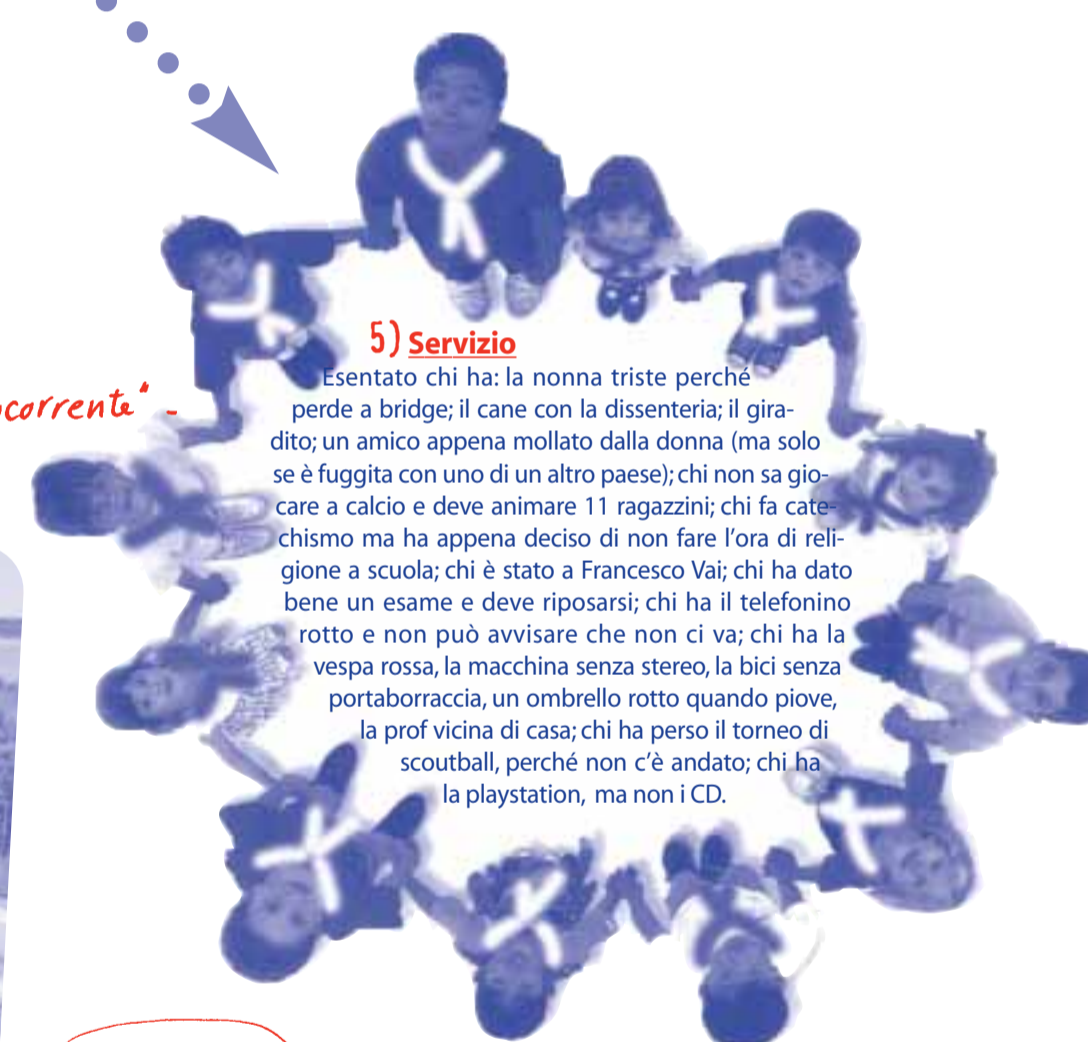 5) Servizio
Esentato chi ha: la nonna triste perché
perde a bridge; il cane con la dissenteria; il gira-
dito; un amico appena mollato dalla donna (ma solo
se è fuggita con uno di un altro paese); chi non sa gio-
care a calcio e deve animare 11 ragazzini; chi fa cate-
chismo ma ha appena deciso di non fare l'ora di reli-
gione a scuola; chi è stato a Francesco Vai; chi ha dato
bene un esame e deve riposarsi; chi ha il telefonino
rotto e non può avvisare che non ci va; chi ha la
vespa rossa, la macchina senza stereo, la bici senza
portaborraccia, un ombrello rotto quando piove,
la prof vicina di casa; chi ha perso il torneo di
scoutball, perché non c'è andato; chi ha
la playstation, ma non i CD.